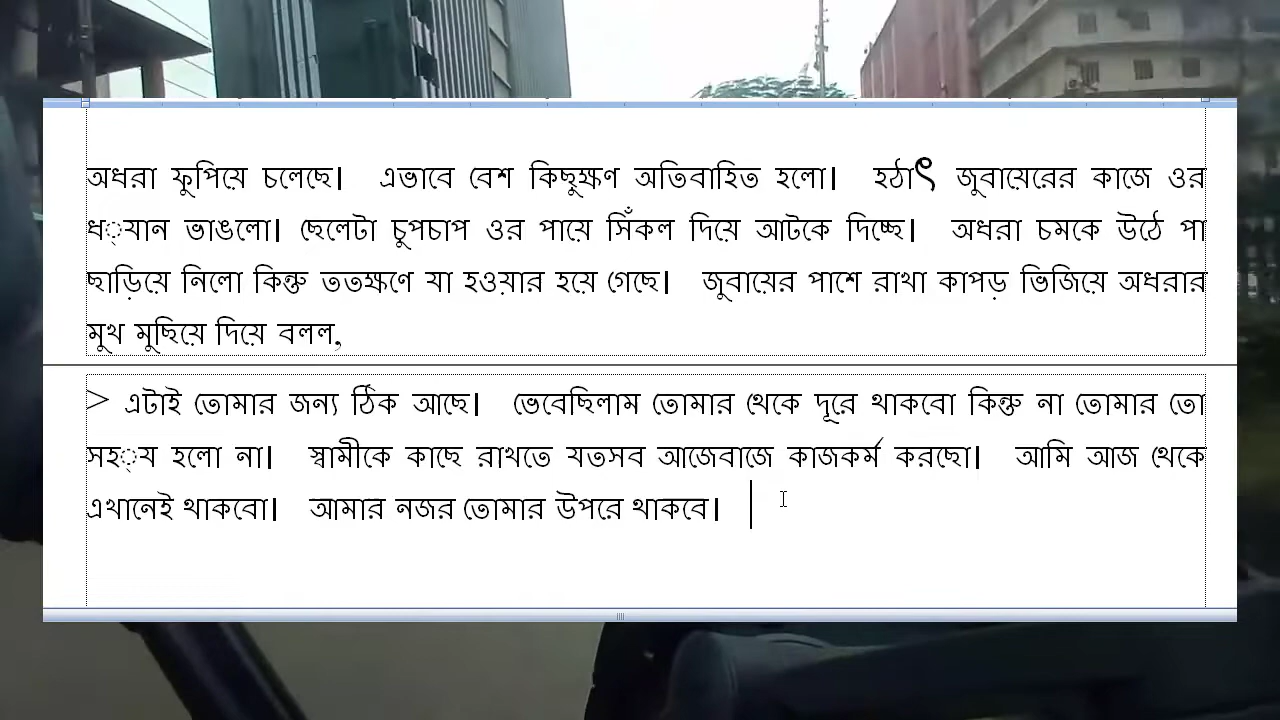 অধরা ফুপিয়ে চলেছে। এভাবে বেশ কিছুক্ষণ অতিবাহিত হলো। হঠাৎ জুবায়েরের কাজে ওর
ধ্যান ভাঙলো। ছেলেটা চুপচাপ ওর পায়ে সিঁকল দিয়ে আটকে দিচ্ছে। অধরা চমকে উঠে পা
ছাড়িয়ে নিলো কিন্তু ততক্ষণে যা হওয়ার হয়ে গেছে। জুবায়ের পাশে রাখা কাপড় ভিজিয়ে অধরার
মুখ মুছিয়ে দিয়ে বলল,
> এটাই তোমার জন্য ঠিক আছে। ভেবেছিলাম তোমার থেকে দূরে থাকবো কিন্তু না তোমার তো
সহ্য হলো না। স্বামীকে কাছে রাখতে যতসব আজেবাজে কাজকর্ম করছো। আমি আজ থেকে
এখানেই থাকবো। আমার নজর তোমার উপরে থাকবে।